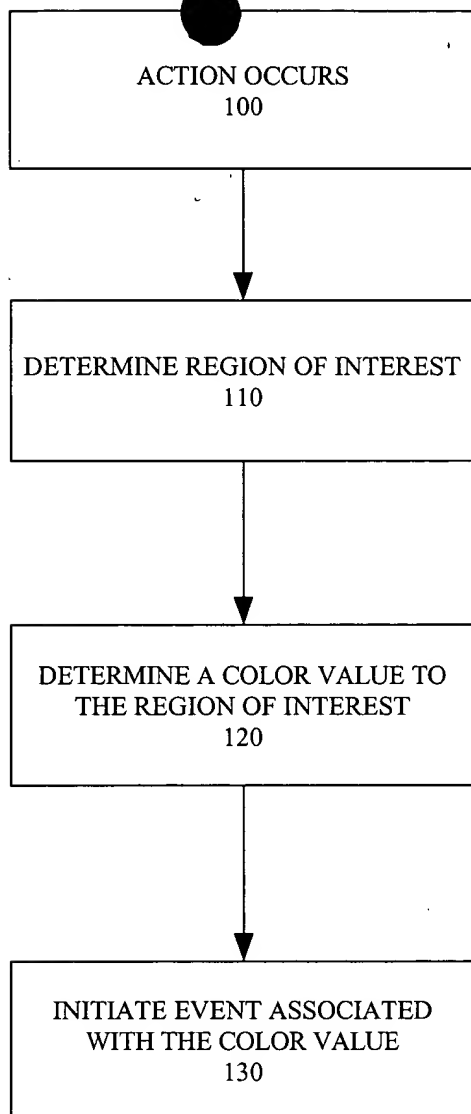 ACTION OCCURS
100
DETERMINE REGION OF INTEREST
110
DETERMINE A COLOR VALUE TO
THE REGION OF INTEREST
120
INITIATE EVENT ASSOCIATED
WITH THE COLOR VALUE
130